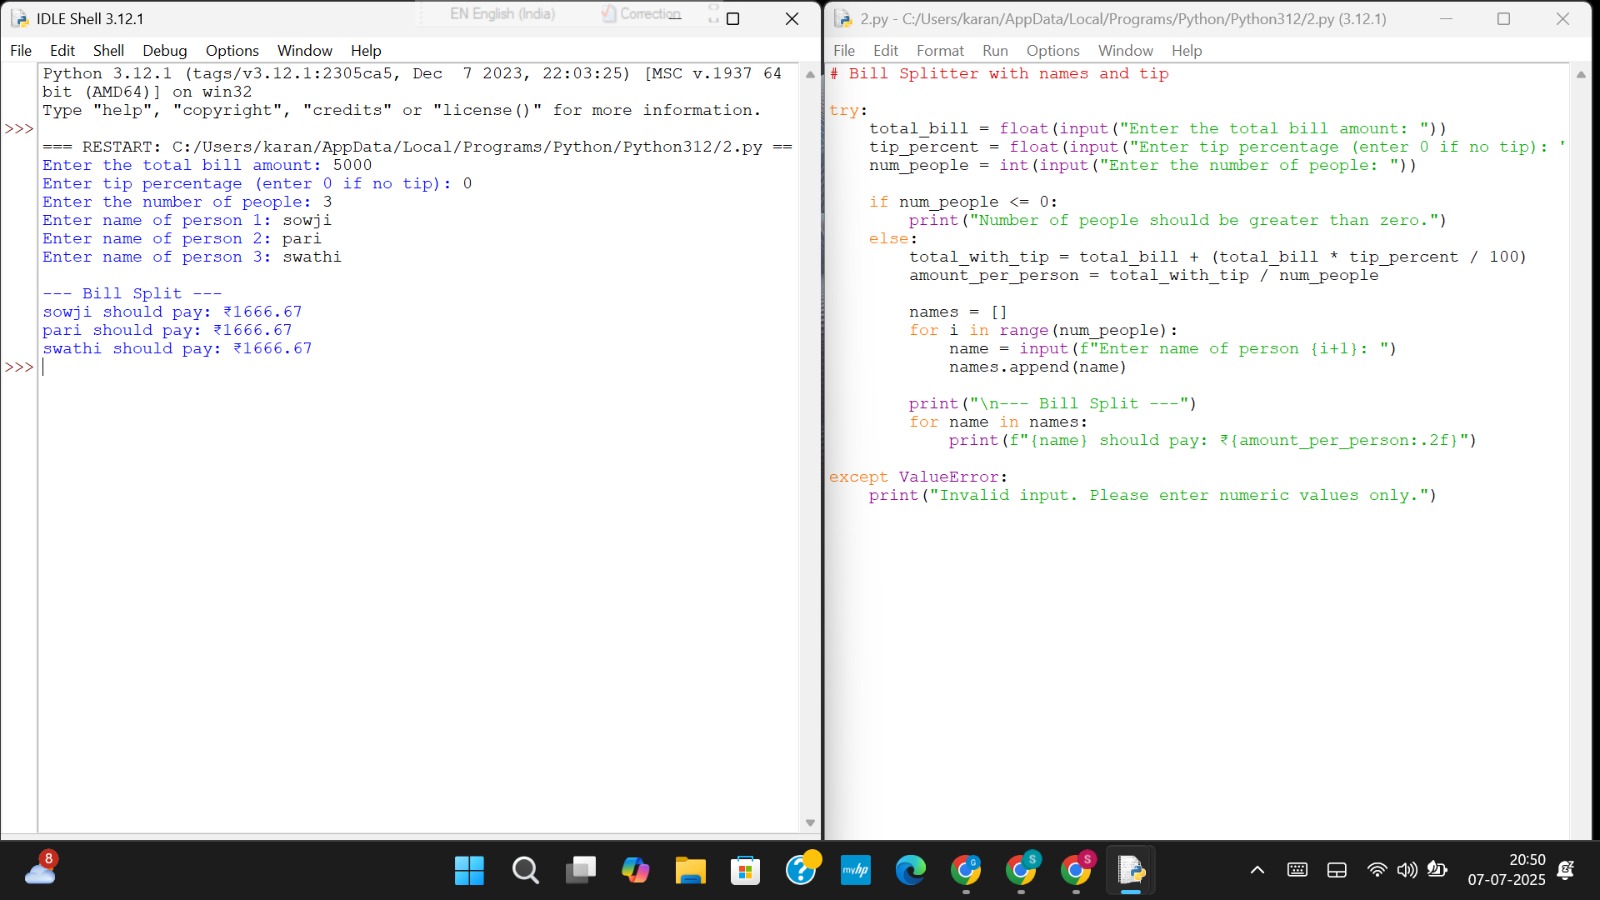 IDLE Shell 3.12.1
EN English (India)
Correction
File Edit Shell Debug Options Window Help
Python 3.12.1 (tags/v3.12.1:2305ca5, Dec  7 2023, 22:03:25) [MSC v.1937 64
bit (AMD64)] on win32
Type "help", "copyright", "credits" or "license()" for more information.
>>>
=== RESTART: C:/Users/karan/AppData/Local/Programs/Python/Python312/2.py ==
Enter the total bill amount: 5000
Enter tip percentage (enter 0 if no tip): 0
Enter the number of people: 3
Enter name of person 1: sowji
Enter name of person 2: pari
Enter name of person 3: swathi
--- Bill Split ---
sowji should pay: ₹1666.67
pari should pay: ₹1666.67
swathi should pay: ₹1666.67
>>>
2.py - C:/Users/karan/AppData/Local/Programs/Python/Python312/2.py (3.12.1)
File Edit Format Run Options Window Help
# Bill Splitter with names and tip
try:
    total_bill = float(input("Enter the total bill amount: "))
    tip_percent = float(input("Enter tip percentage (enter 0 if no tip): '
    num_people = int(input("Enter the number of people: "))
    if num_people <= 0:
        print("Number of people should be greater than zero.")
    else:
        total_with_tip = total_bill + (total_bill * tip_percent / 100)
        amount_per_person = total_with_tip / num_people
        names = []
        for i in range(num_people):
            name = input(f"Enter name of person {i+1}: ")
            names.append(name)
        print("\n--- Bill Split ---")
        for name in names:
            print(f"{name} should pay: ₹{amount_per_person:.2f}")
except ValueError:
    print("Invalid input. Please enter numeric values only.")
8
myhp
G
S
S
20:50
07-07-2025